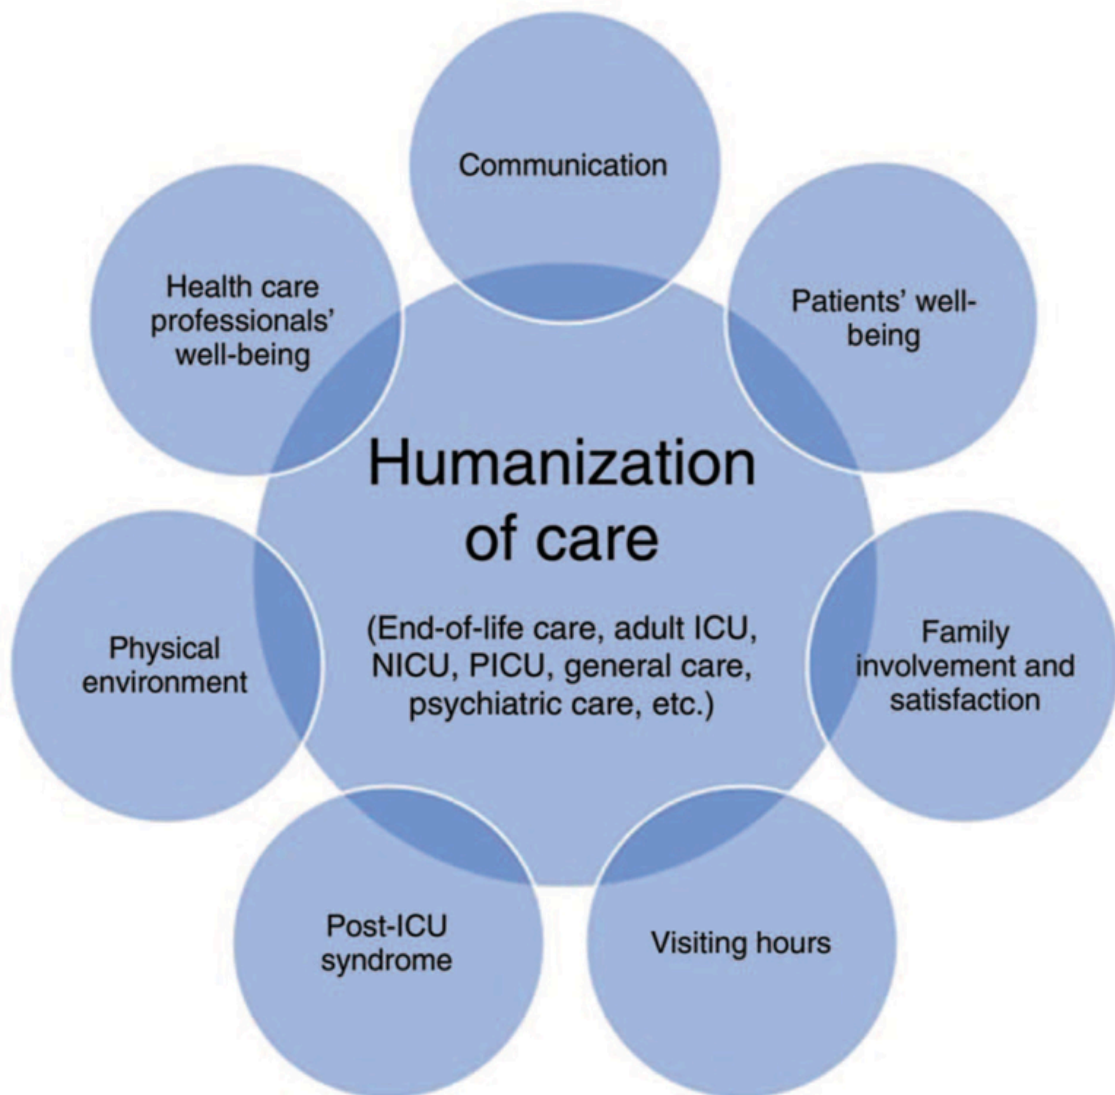 Communication
Patients’ well-
being
Family
involvement and
satisfaction
Visiting hours
Post-ICU
syndrome
Physical
environment
Health care
professionals’
well-being
Humanization
of care
(End-of-life care, adult ICU,
NICU, PICU, general care,
psychiatric care, etc.)